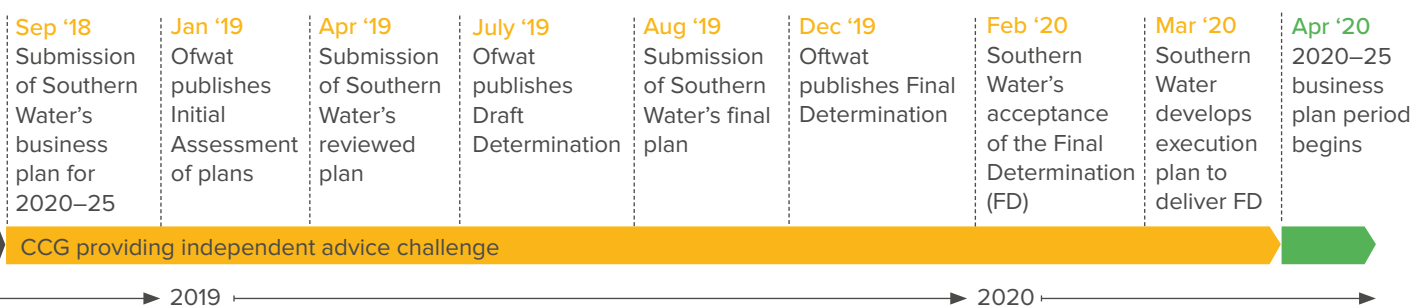 Sep ‘18
Submission
of Southern
Water’s
business
plan for
2020–25
Jan ‘19
Ofwat
publishes
Initial
Assessment
of plans
Apr ‘19
Submission
of Southern
Water’s
reviewed
plan
July ‘19
Ofwat
publishes
Draft
Determination
Aug ‘19
Submission
of Southern
Water’s final
plan
Dec ‘19
Oftwat
publishes Final
Determination
Feb ‘20
Southern
Water’s
acceptance
of the Final
Determination
(FD)
Mar ‘20
Southern
Water
develops
execution
plan to
deliver FD
Apr ‘20
2020–25
business
plan period
begins
CCG providing independent advice challenge
2019
2020